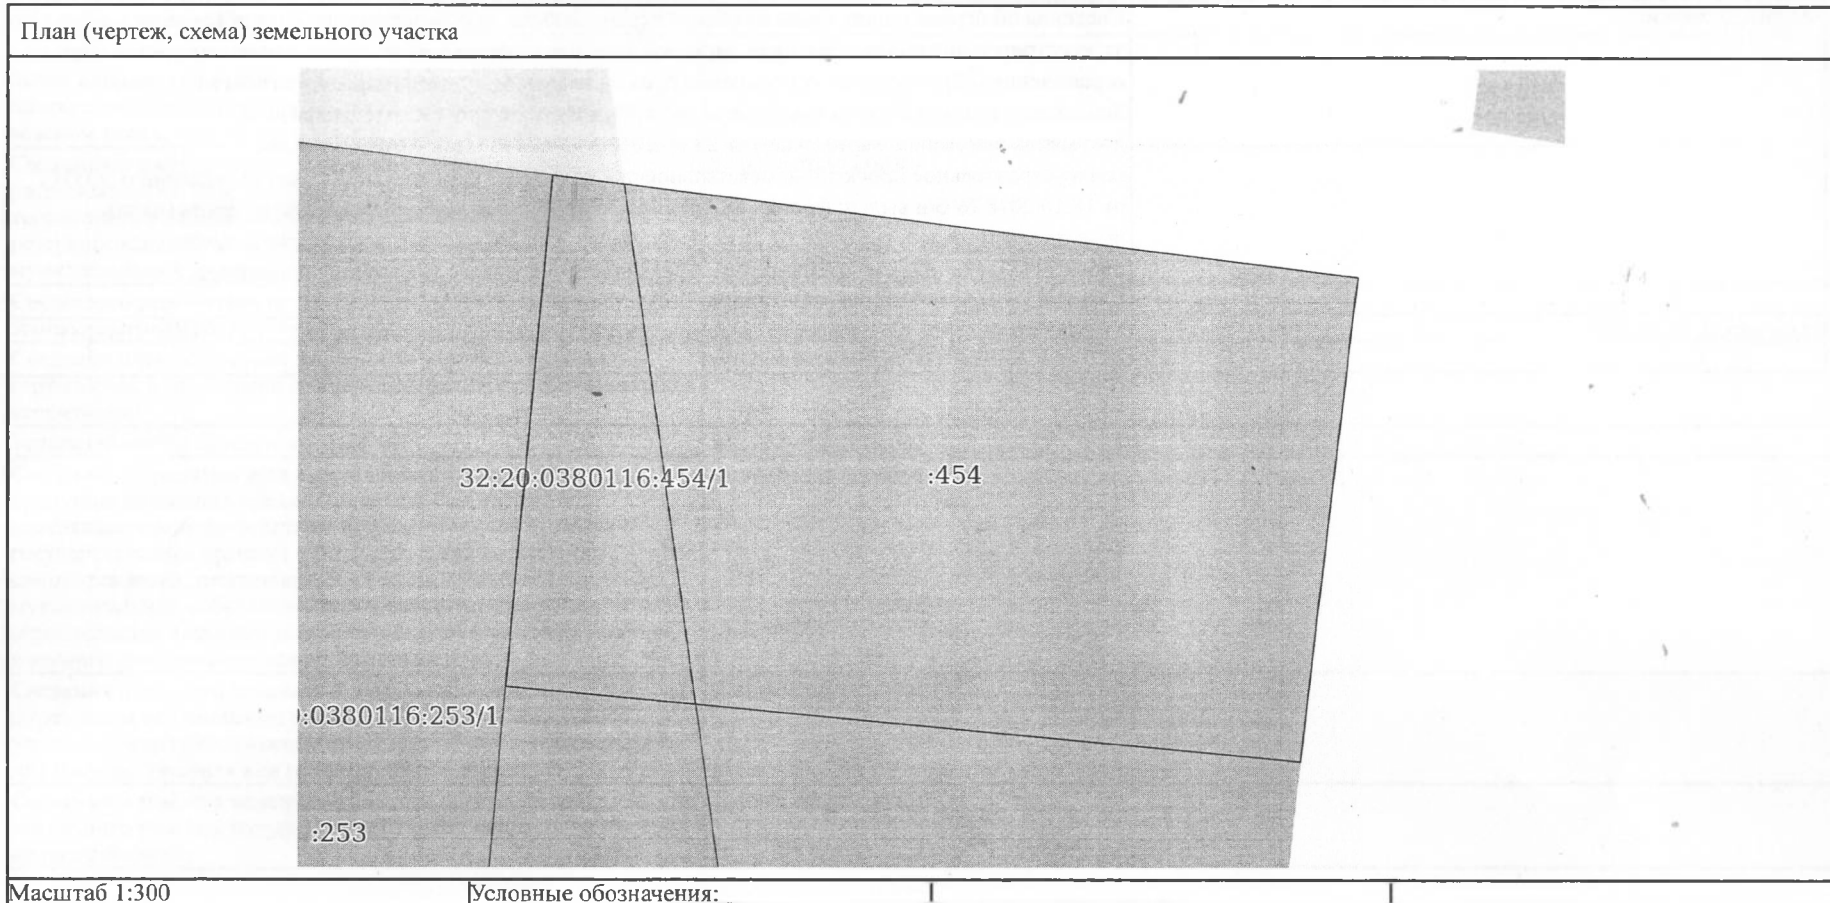 План (чертеж, схема) земельного участка
32:20:0380116:454/1
:454
:0380116:253/1
:253
Масштаб 1:300
Условные обозначения: